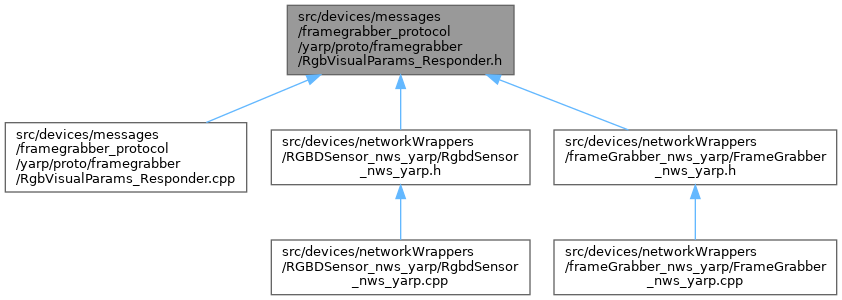 src/devices/messages
/framegrabber_protocol
/yarp/proto/framegrabber
/RgbVisualParams_Responder.h
src/devices/messages
/framegrabber_protocol
/yarp/proto/framegrabber
/RgbVisualParams_Responder.cpp
src/devices/networkWrappers
/RGBDSensor_nws_yarp/RgbdSensor
_nws_yarp.h
src/devices/networkWrappers
/frameGrabber_nws_yarp/FrameGrabber
_nws_yarp.h
src/devices/networkWrappers
/RGBDSensor_nws_yarp/RgbdSensor
_nws_yarp.cpp
src/devices/networkWrappers
/frameGrabber_nws_yarp/FrameGrabber
_nws_yarp.cpp